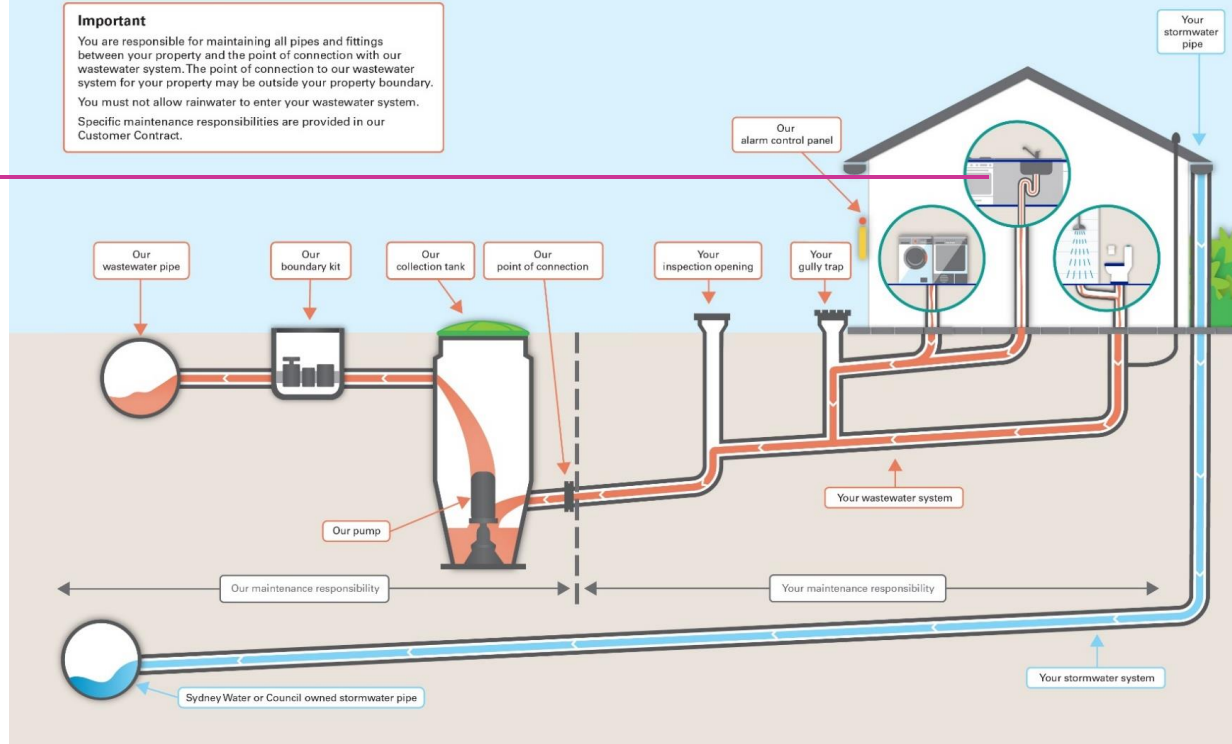 Important
You are responsible for maintaining all pipes and fittings
between your property and the point of connection with our
wastewater system. The point of connection to our wastewater
system for your property may be outside your property boundary.
You must not allow rainwater to enter your wastewater system.
Specific maintenance responsibilities are provided in our
Customer Contract.
Your
stormwater
pipe
Our
alarm control panel
Our
wastewater pipe
Our
boundary kit
Our
collection tank
Our
point of connection
Your
inspection opening
Your
gully trap
Your wastewater system
Our pump
Our maintenance responsibility
Your maintenance responsibility
Your stormwater system
Sydney Water or Council owned stormwater pipe